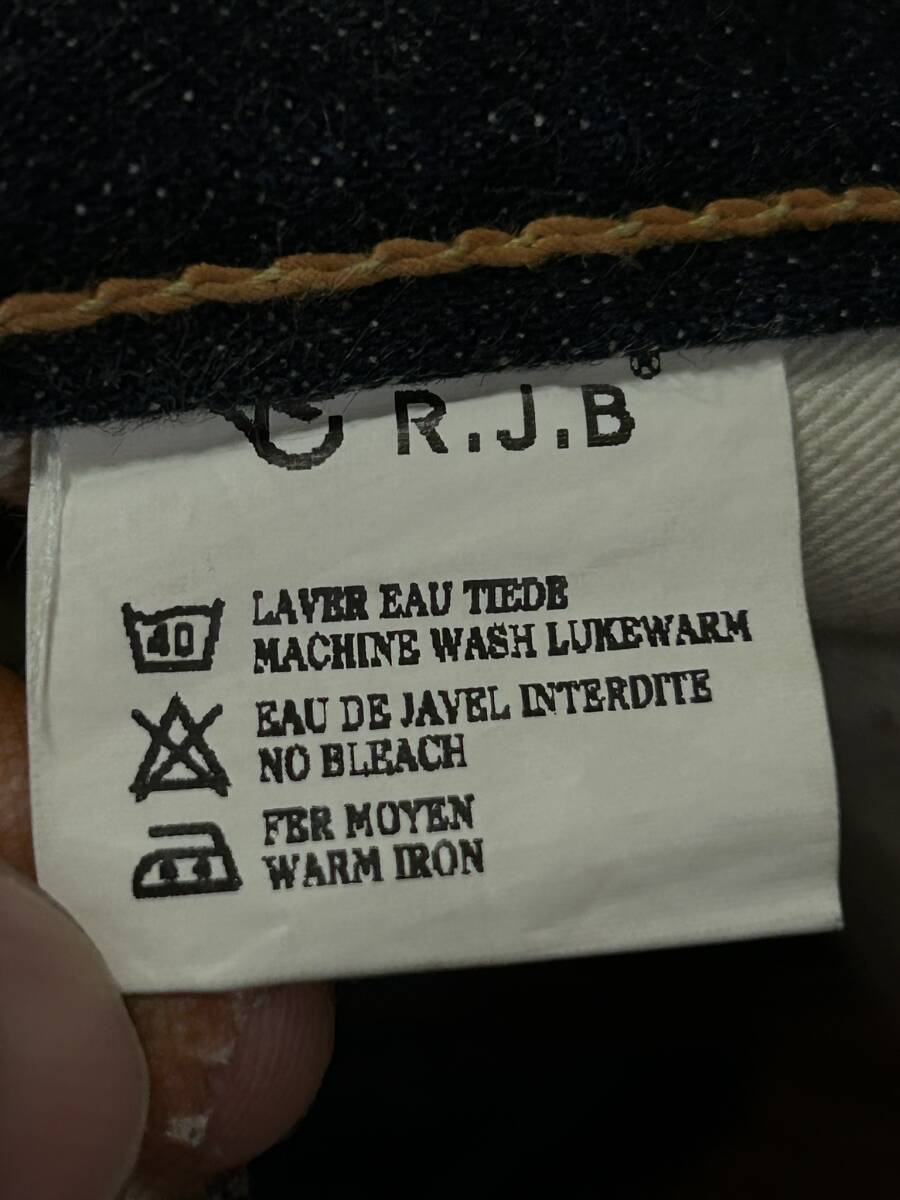 R.J.B
40
LAVER EAU TIEDE
MACHINE WASH LUKEWARM
EAU DE JAVEL INTERDITE
NO BLEACH
FER MOYEN
WARM IRON